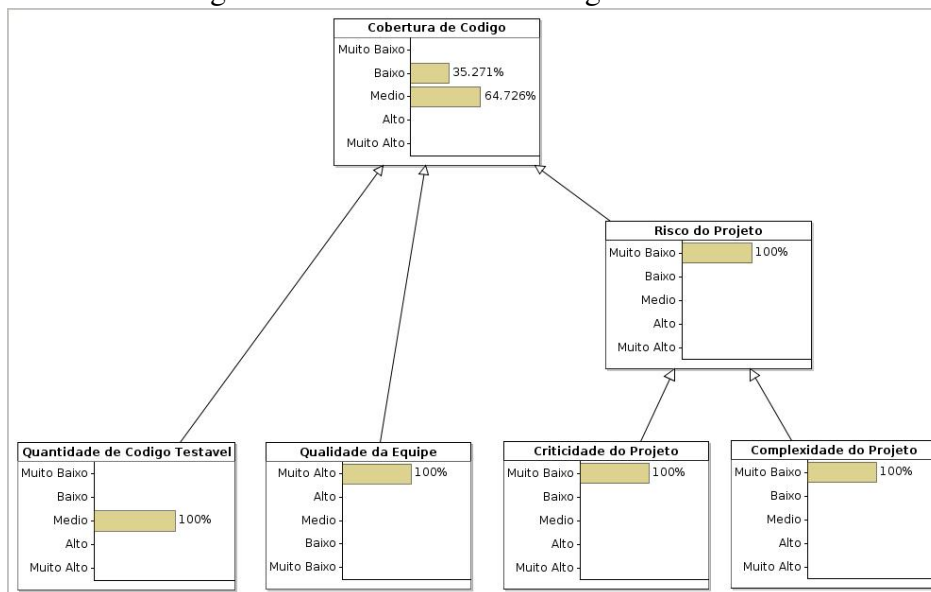 Cobertura de Codigo
Muito Baixo
Baixo
35.271%
Medio
64.726%
Alto
Muito Alto
Risco do Projeto
Muito Baixo
100%
Baixo
Medio
Alto
Muito Alto
Quantidade de Codigo Testavel
Muito Baixo
Baixo
Medio
100%
Alto
Muito Alto
Qualidade da Equipe
Muito Alto
100%
Alto
Medio
Baixo
Muito Baixo
Criticidade do Projeto
Muito Baixo
100%
Baixo
Medio
Alto
Muito Alto
Complexidade do Projeto
Muito Baixo
100%
Baixo
Medio
Alto
Muito Alto